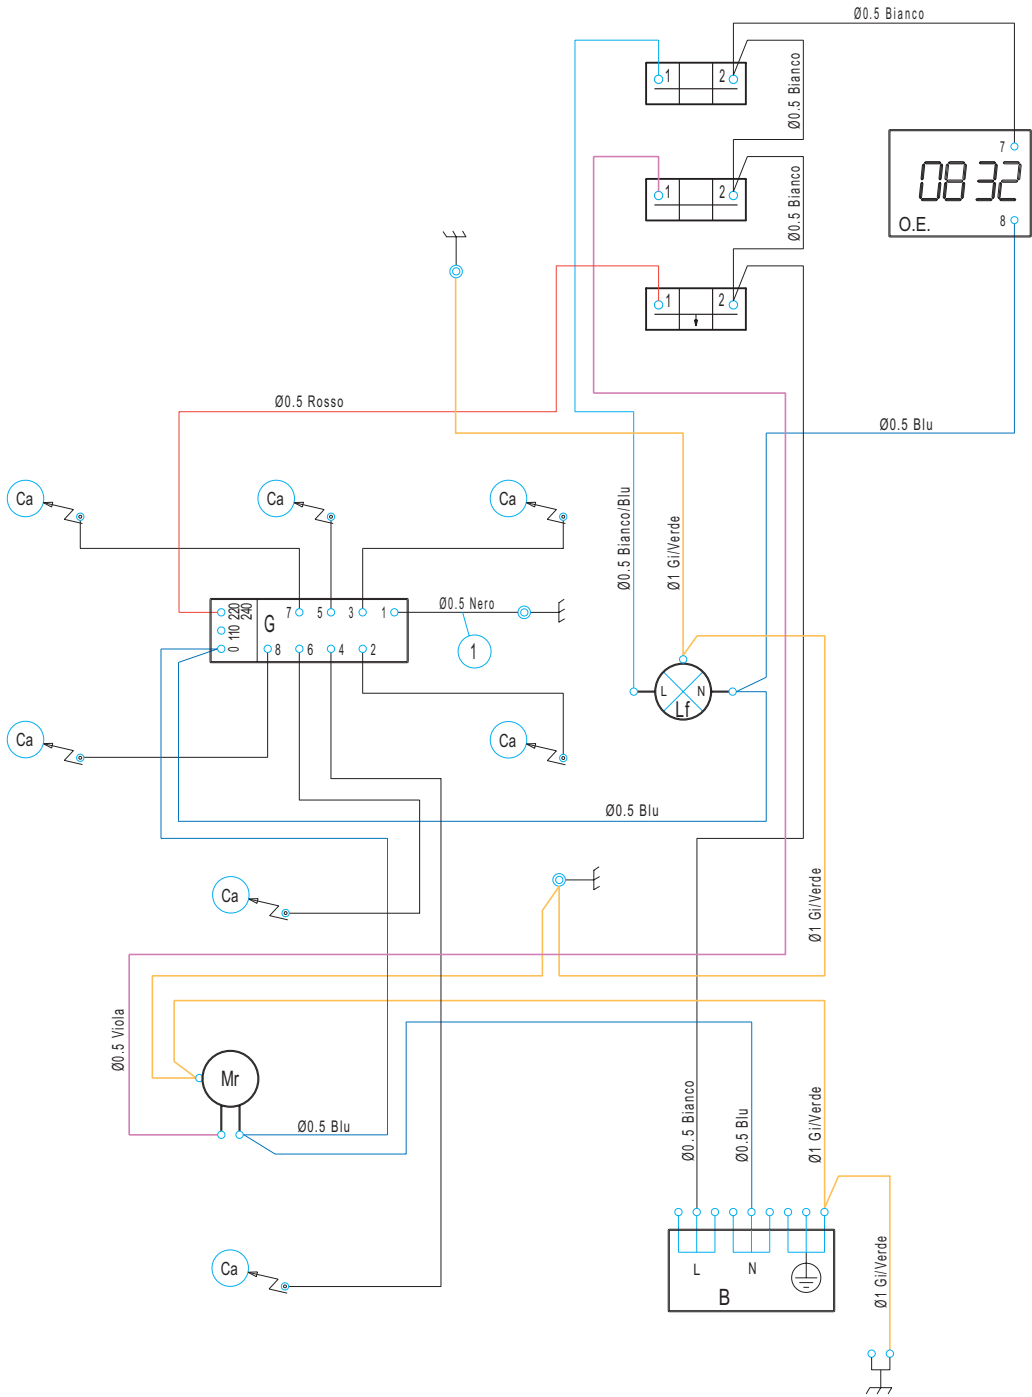 Ø0.5 Bianco
1 2
Ø0.5 Bianco
7
0832
O.E.
8
1 2
Ø0.5 Bianco
1 2
Ø0.5 Rosso
Ø0.5 Blu
Ca
Ca
Ca
Ø0.5 Bianco/Blu
Ø1 Gi/Verde
0 110 220
240
G
7 5 3 1
8 6 4 2
Ø0.5 Nero
1
L N
Lf
Ca
Ca
Ø0.5 Blu
Ca
Ø1 Gi/Verde
Ø0.5 Viola
Mr
Ø0.5 Blu
Ø0.5 Bianco
Ø0.5 Blu
Ø1 Gi/Verde
Ca
L N
B
Ø1 Gi/Verde